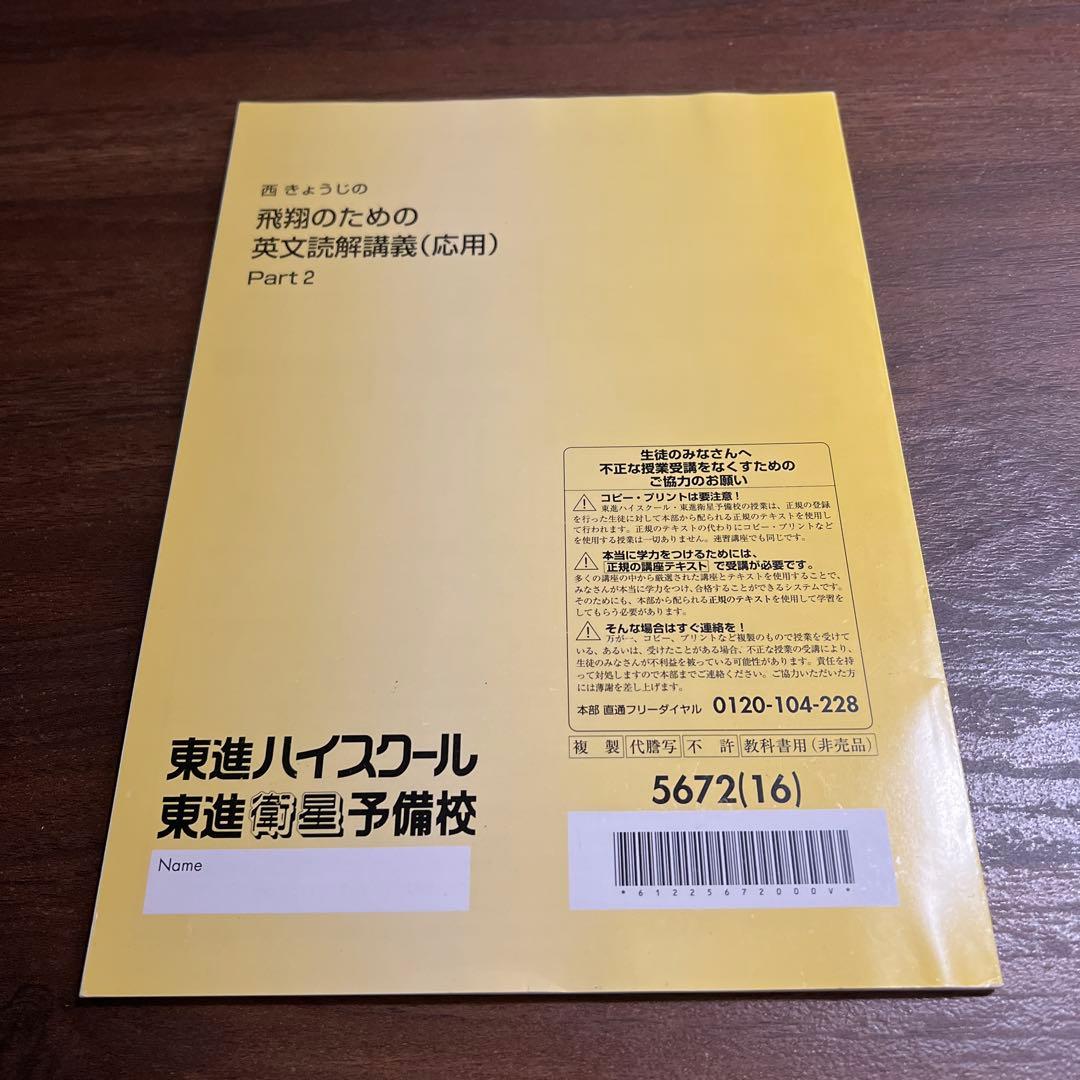 西 きょうじの
飛翔のための
英文読解講義(応用)
Part 2
生徒のみなさんへ
不正な授業受講をなくすための
ご協力のお願い
コピー・プリントは要注意!
東進ハイスクール・東進衛星予備校の授業は、正規の登録
を行った生徒に対して本部から配られる正規のテキストを使用し
て行われます。正規のテキストの代わりにコピー・プリントなど
を使用する授業は一切ありません。速習講座でも同じです。
本当に学力をつけるためには、
正規の講座テキスト で受講が必要です。
多くの講座の中から厳選された講座とテキストを使用することで、
みなさんが本当に学力をつけ、合格することができるシステムです。
そのためにも、本部から配られる正規のテキストを使用して学習を
してもらう必要があります。
そんな場合はすぐ連絡を!
万が一、コピー、プリントなど複製のもので授業を受けて
いる、あるいは、受けたことがある場合、不正な授業の受講により、
生徒のみなさんが不利益を被っている可能性があります。責任を持
って対処しますので本部までご連絡ください。ご協力いただいた方
には薄謝を差し上げます。
本部 直通フリーダイヤル 0120-104-228
複 製 代謄写 不 許 教科書用(非売品)
5672(16)
*61225672000V*
東進ハイスクール
東進衛星予備校
Name